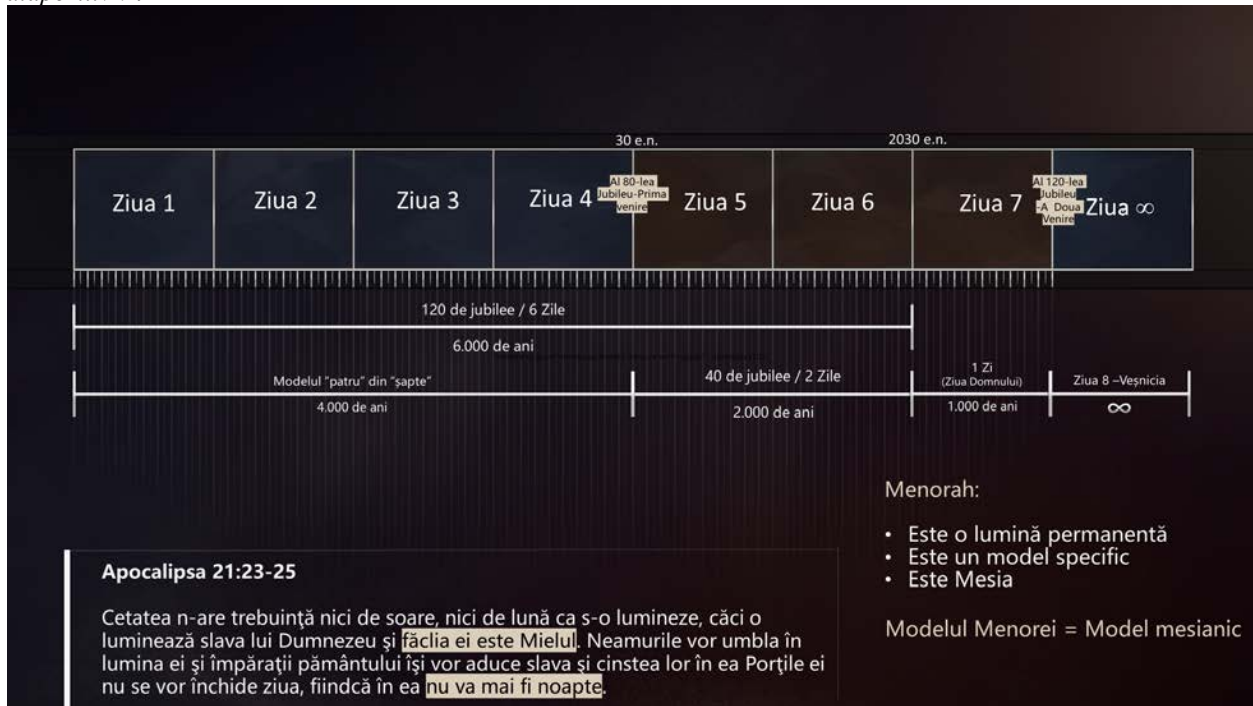 30 e.n.
2030 e.n.
Ziua 1
Ziua 2
Ziua 3
Ziua 4
Al 80-lea
Jubileu-Prima
venire
Ziua 5
Ziua 6
Ziua 7
Al 120-lea
Jubileu
-A Doua
Venire
Ziua ∞
120 de jubilee / 6 Zile
6.000 de ani
Modelul "patru" din "șapte"
4.000 de ani
40 de jubilee / 2 Zile
2.000 de ani
1 Zi
(Ziua Domnului)
1.000 de ani
Ziua 8 –Veșnicia
∞
Menorah:
• Este o lumină permanentă
• Este un model specific
• Este Mesia
Modelul Menorei = Model mesianic
Apocalipsa 21:23-25
Cetatea n-are trebuinţă nici de soare, nici de lună ca s-o lumineze, căci o
luminează slava lui Dumnezeu şi făclia ei este Mielul. Neamurile vor umbla în
lumina ei şi împăraţii pământului îşi vor aduce slava şi cinstea lor în ea Porţile ei
nu se vor închide ziua, fiindcă în ea nu va mai fi noapte.